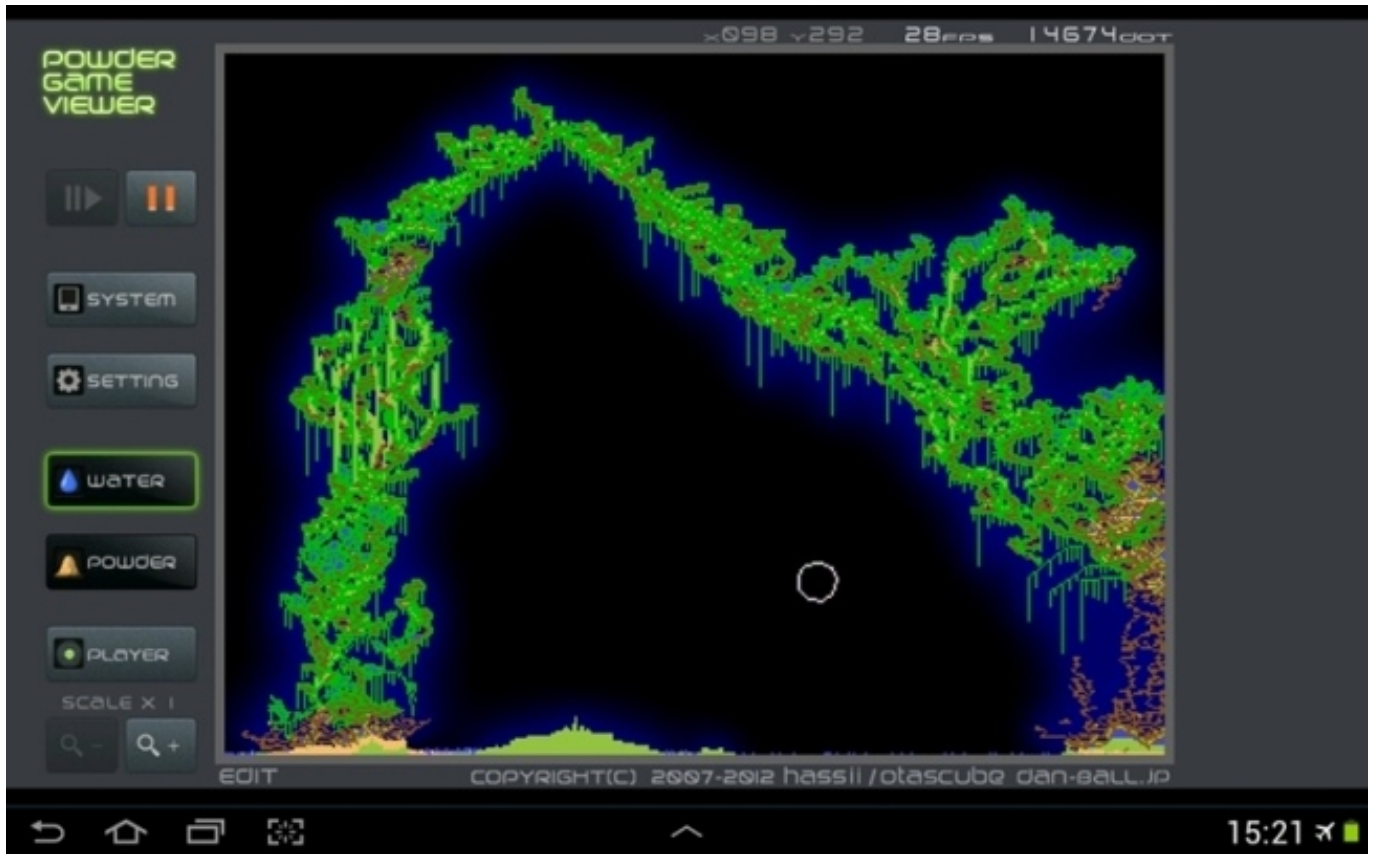 x098 y292 28FPS 14674DOT
POWDER
GAME
VIEWER
SYSTEM
SETTING
WATER
POWDER
PLAYER
SCALE X 1
EDIT COPYRIGHT(C) 2007-2012 hassii/otascube dan-ball.jp
15:21